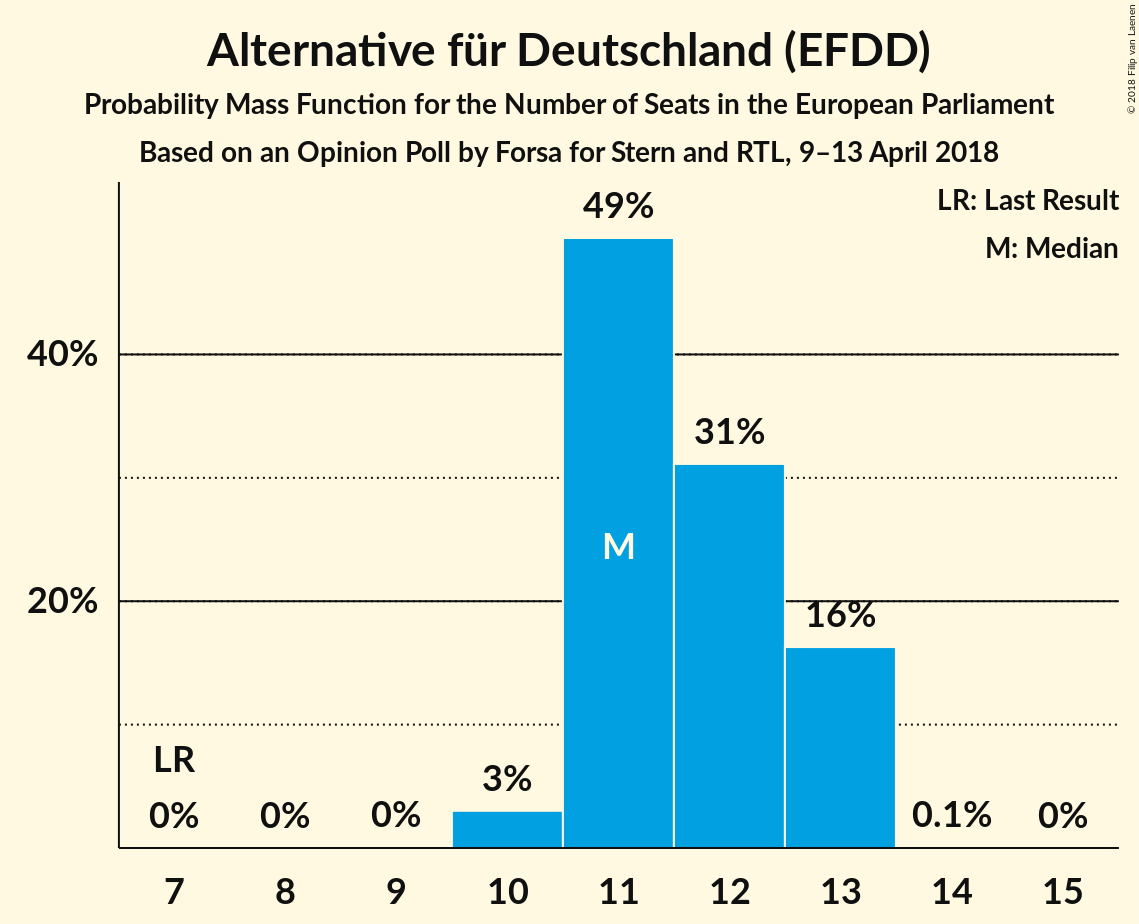 Alternative für Deutschland (EFDD)
Probability Mass Function for the Number of Seats in the European Parliament
Based on an Opinion Poll by Forsa for Stern and RTL, 9–13 April 2018
© 2018 Filip van Laenen
LR: Last Result
M: Median
49%
40%
31%
M
20%
16%
LR
3%
0% 0% 0% 0.1% 0%
7 8 9 10 11 12 13 14 15